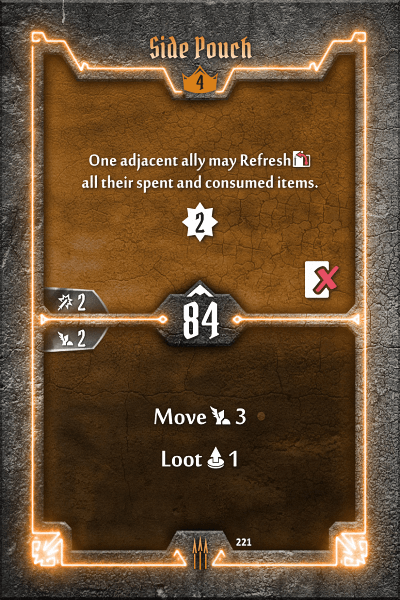 Side Pouch
4
One adjacent ally may Refresh
all their spent and consumed items.
2
2
84
2
Move 3
Loot 1
221